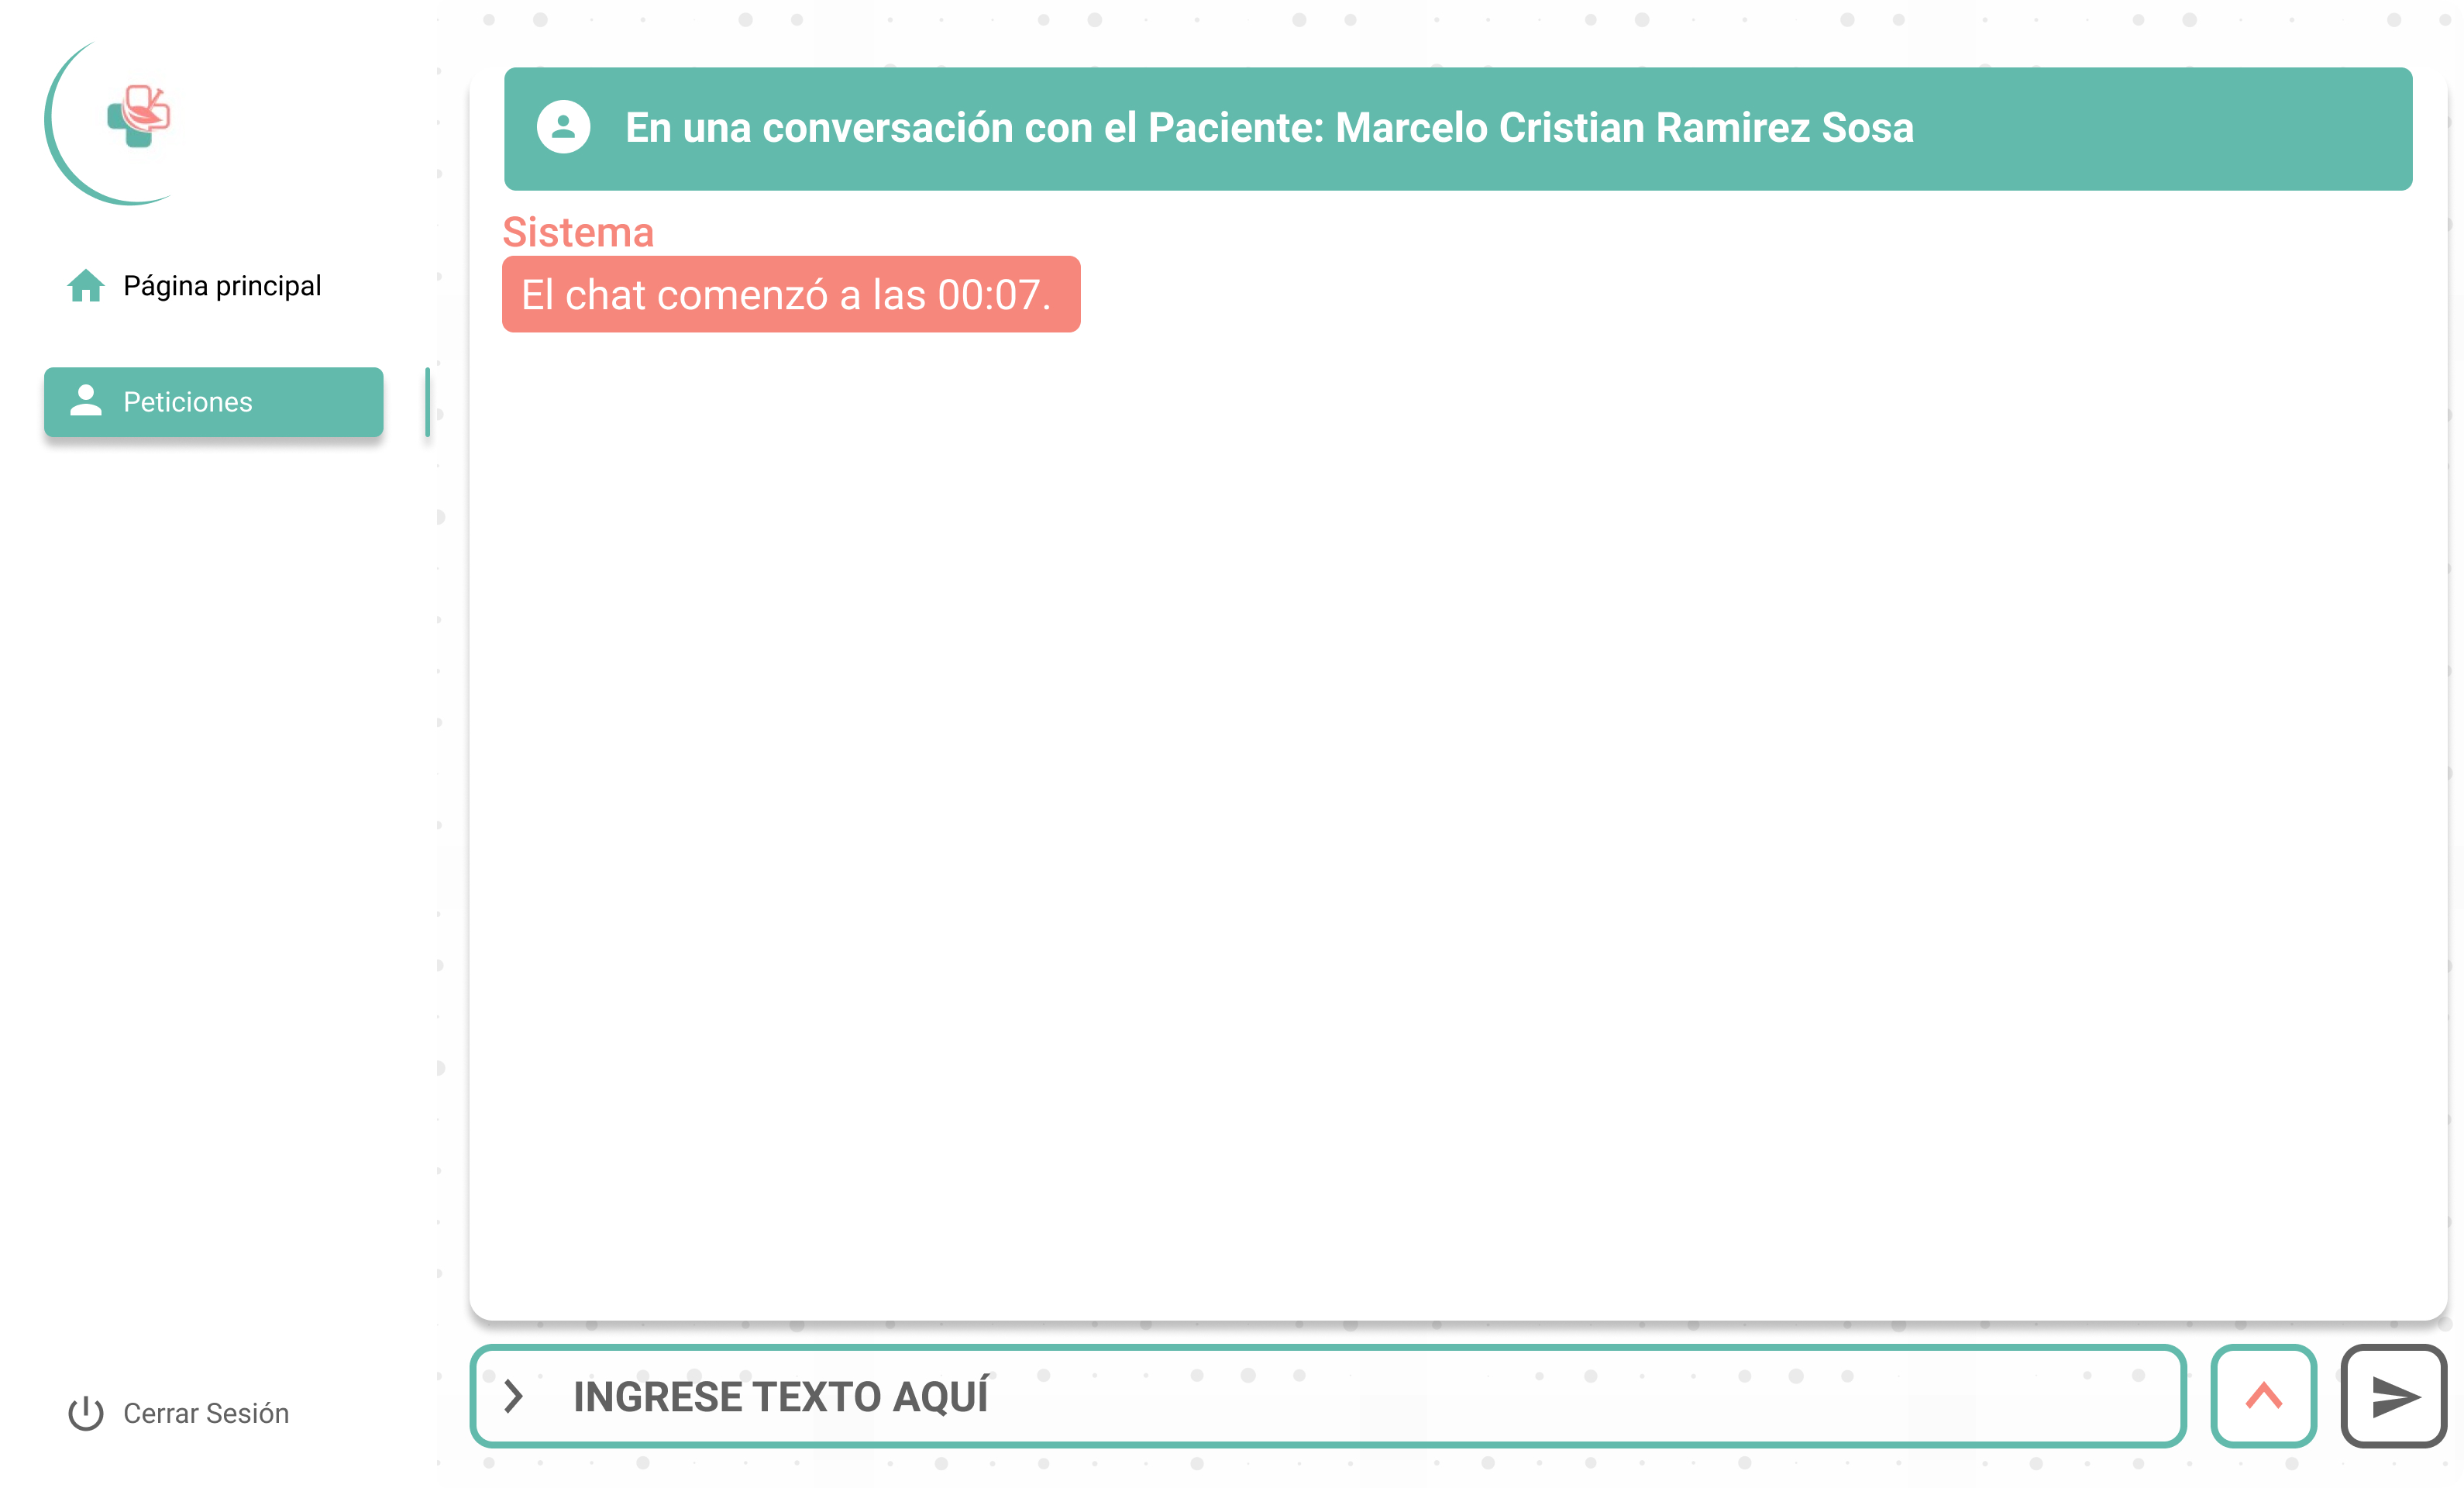 En una conversación con el Paciente: Marcelo Cristian Ramirez Sosa
Sistema
El chat comenzó a las 00:07.
Página principal
Peticiones
Cerrar Sesión
INGRESE TEXTO AQUÍ